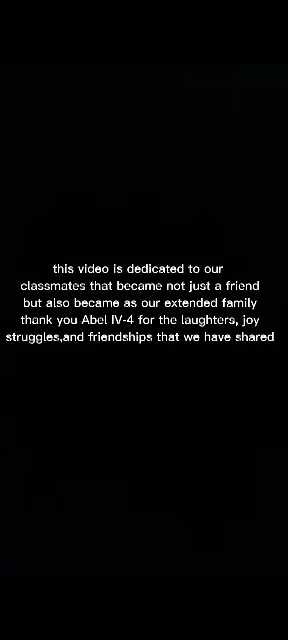 this video is dedicated to our
classmates that became not just a friend
but also became as our extended family
thank you Abel IV-4 for the laughters, joy
struggles,and friendships that we have shared